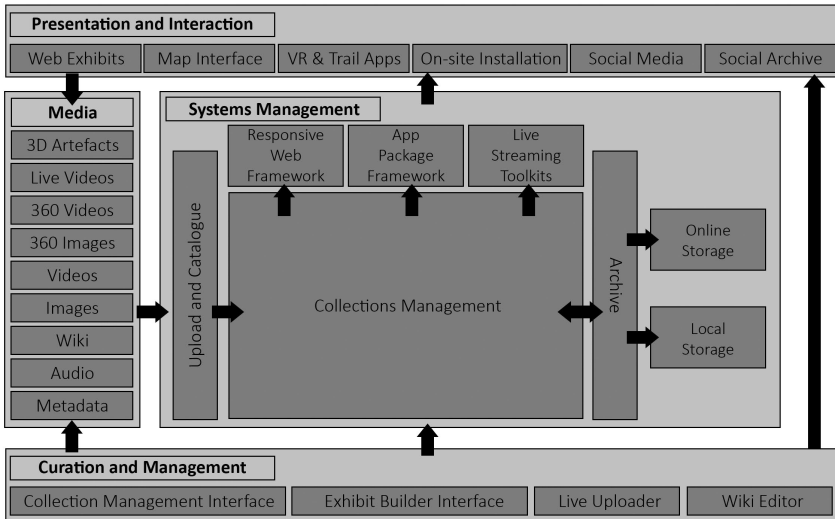 Presentation and Interaction
Web Exhibits
Map Interface
VR & Trail Apps
On-site Installation
Social Media
Social Archive
Media
3D Artefacts
Live Videos
360 Videos
360 Images
Videos
Images
Wiki
Audio
Metadata
Systems Management
Upload and Catalogue
Responsive
Web
Framework
App
Package
Framework
Live
Streaming
Toolkits
Collections Management
Archive
Online
Storage
Local
Storage
Curation and Management
Collection Management Interface
Exhibit Builder Interface
Live Uploader
Wiki Editor